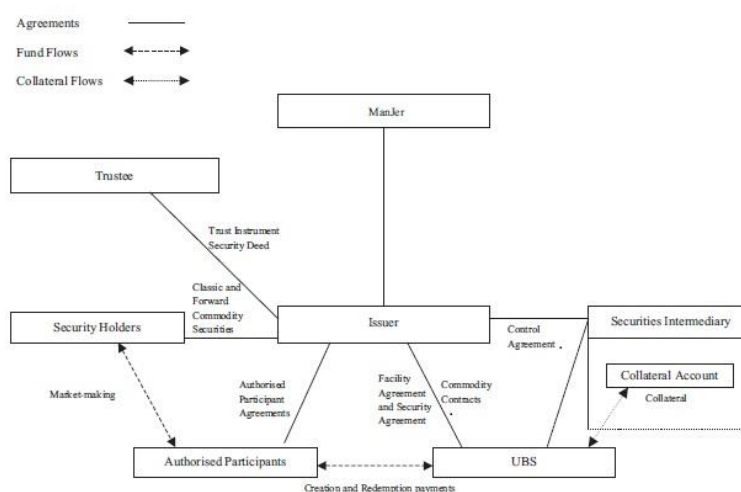 Agreements
Fund Flows
Collateral Flows
ManJer
Trustee
Trust Instrument
Security Deed
Classic and
Forward
Commodity
Securities
Security Holders
Issuer
Securities Intermediary
Control
Agreement
Collateral Account
Collateral
Market-making
Authorised
Participant
Agreements
Facility
Agreement
and Security
Agreement
Commodity
Contracts
Authorised Participants
UBS
Creation and Redemption payments